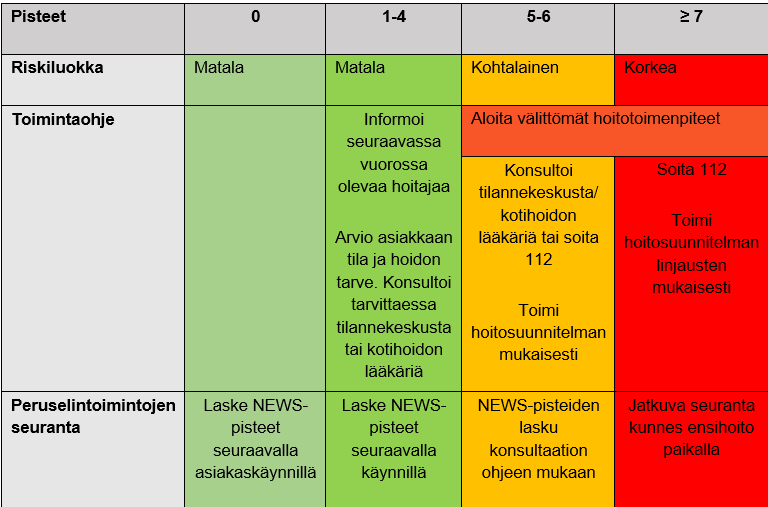 Pisteet 0 1-4 5-6 ≥ 7
Riskiluokka Matala Matala Kohtalainen Korkea
Toimintaohje
Informoi
seuraavassa
vuorossa
olevaa hoitajaa
Arvio asiakkaan
tila ja hoidon
tarve. Konsultoi
tarvittaessa
tilannekeskusta
tai kotihoidon
lääkäriä
Aloita välittömät hoitotoimenpiteet
Konsultoi
tilannekeskusta/
kotihoidon
lääkäriä tai soita
112
Toimi
hoitosuunnitelman
mukaisesti
Soita 112
Toimi
hoitosuunnitelman
linjausten
mukaisesti
Peruselintoimintojen
seuranta
Laske NEWS-
pisteet
seuraavalla
asiakaskäynnillä
Laske NEWS-
pisteet
seuraavalla
käynnillä
NEWS-pisteiden
lasku
konsultaation
ohjeen mukaan
Jatkuva seuranta
kunnes ensihoito
paikalla